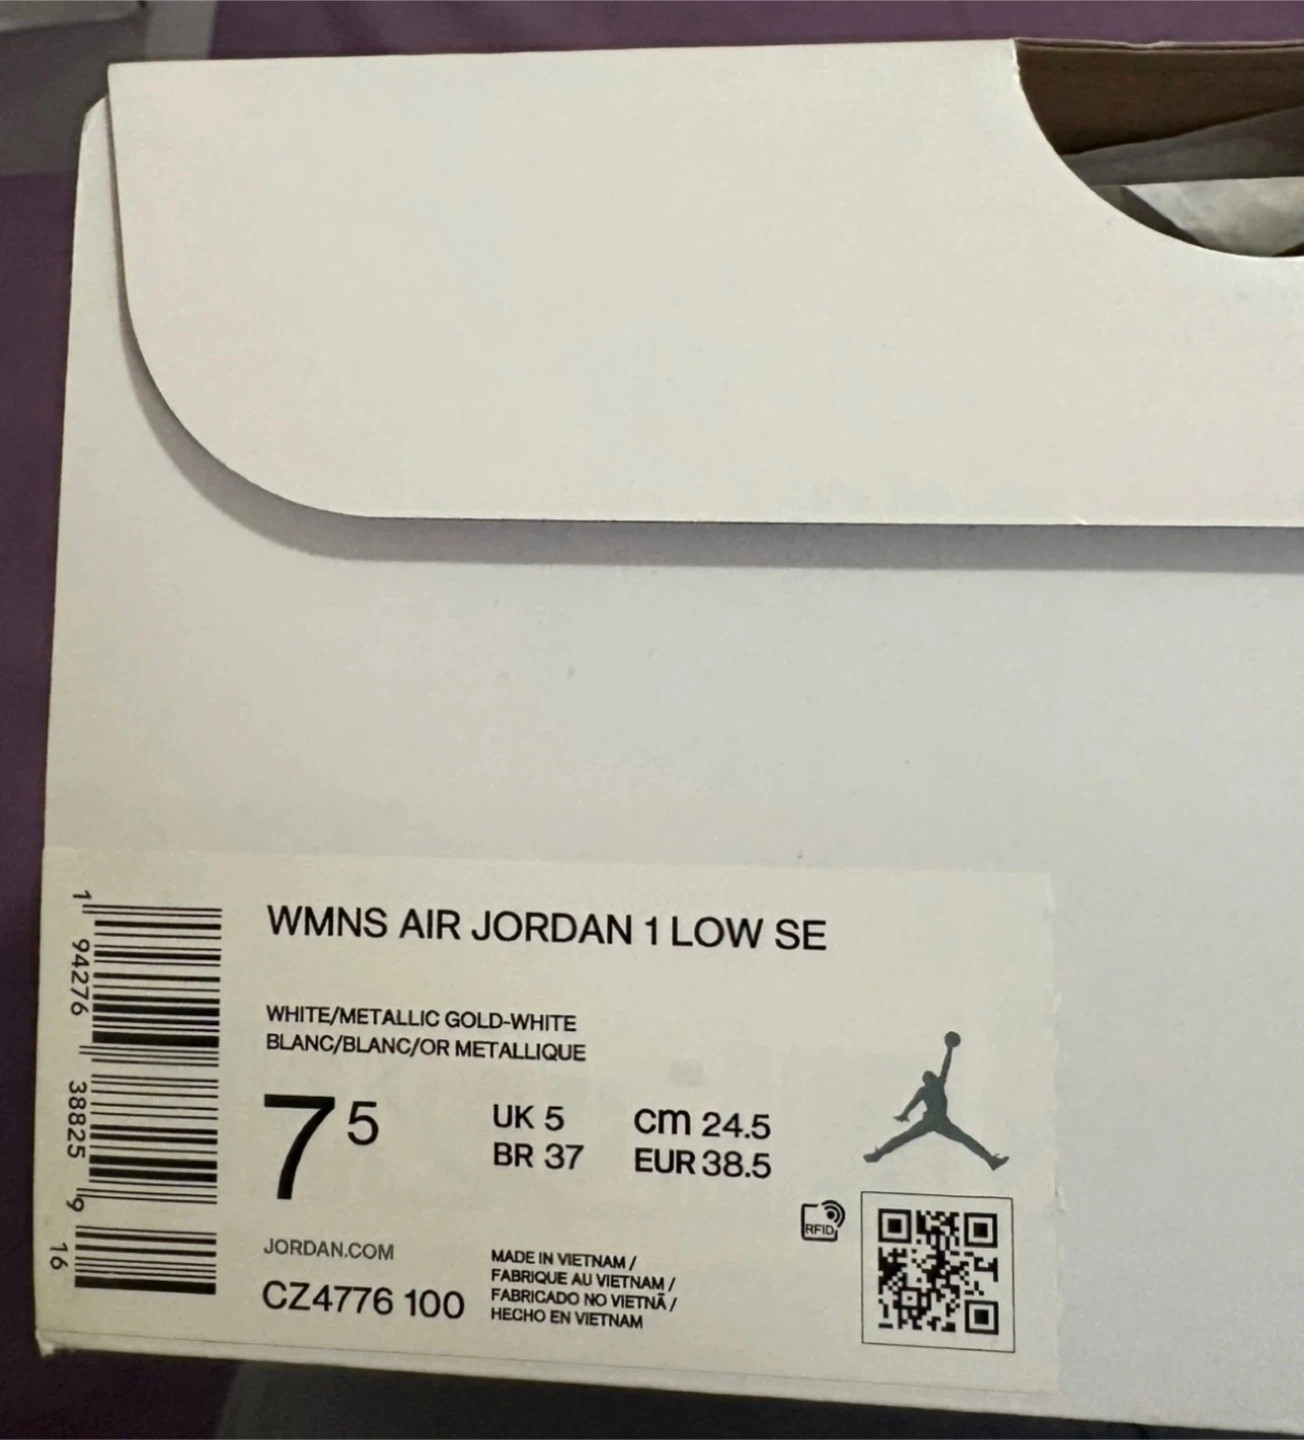 WMNS AIR JORDAN 1 LOW SE
WHITE/METALLIC GOLD-WHITE
BLANC/BLANC/OR METALLIQUE
7 5
UK 5
BR 37
cm 24.5
EUR 38.5
JORDAN.COM
CZ4776 100
MADE IN VIETNAM /
FABRIQUE AU VIETNAM /
FABRICADO NO VIETNÃ /
HECHO EN VIETNAM
RFID
1 94276 38825 9 16